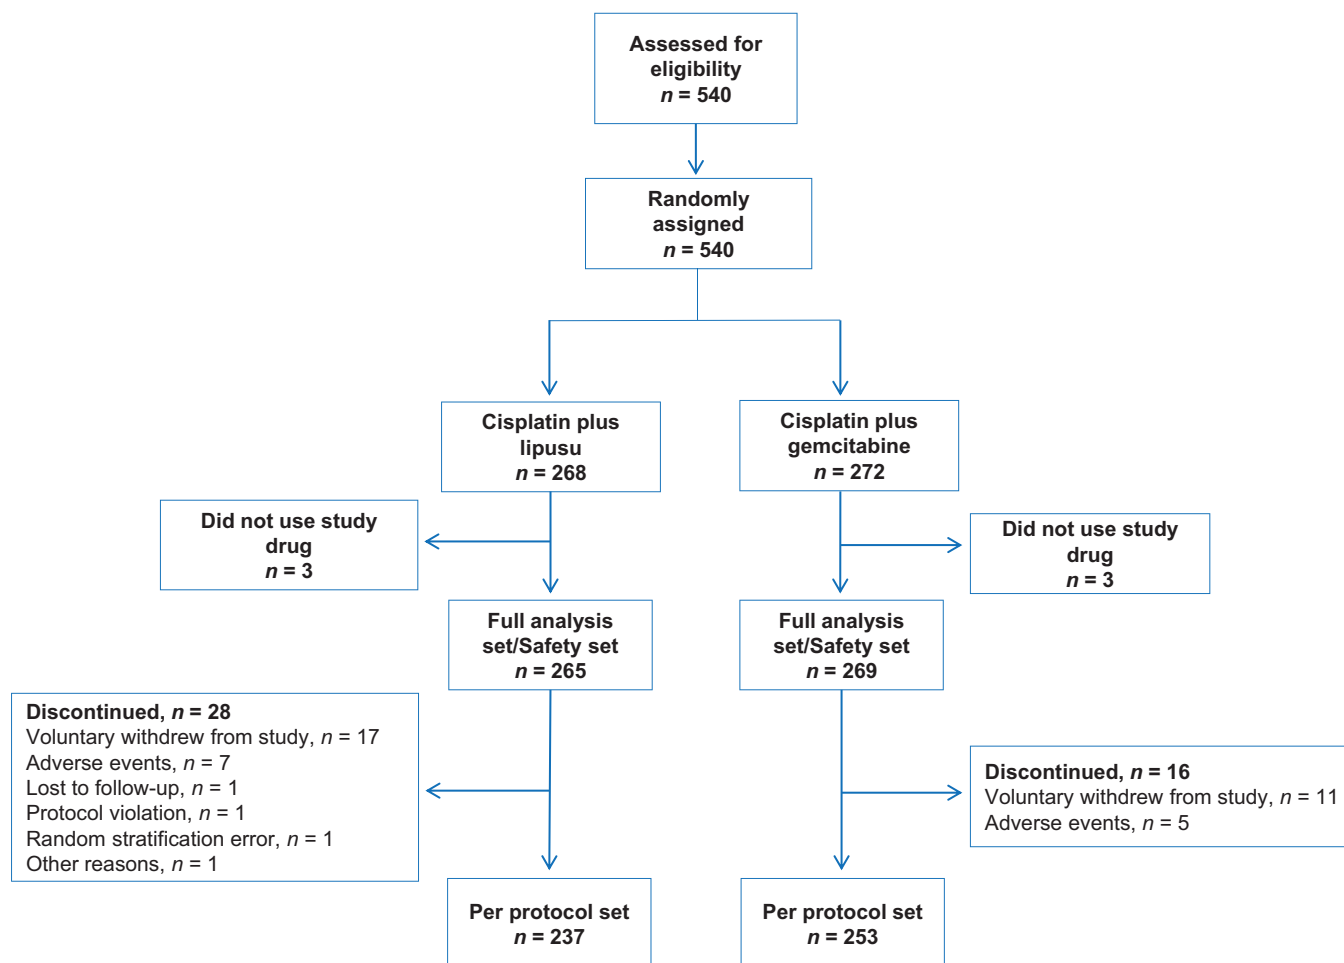 Assessed for
eligibility
n = 540
Randomly
assigned
n = 540
Cisplatin plus
lipusu
n = 268
Cisplatin plus
gemcitabine
n = 272
Did not use study
drug
n = 3
Did not use study
drug
n = 3
Full analysis
set/Safety set
n = 265
Full analysis
set/Safety set
n = 269
Discontinued, n = 28
Voluntary withdrew from study, n = 17
Adverse events, n = 7
Lost to follow-up, n = 1
Protocol violation, n = 1
Random stratification error, n = 1
Other reasons, n = 1
Discontinued, n = 16
Voluntary withdrew from study, n = 11
Adverse events, n = 5
Per protocol set
n = 237
Per protocol set
n = 253